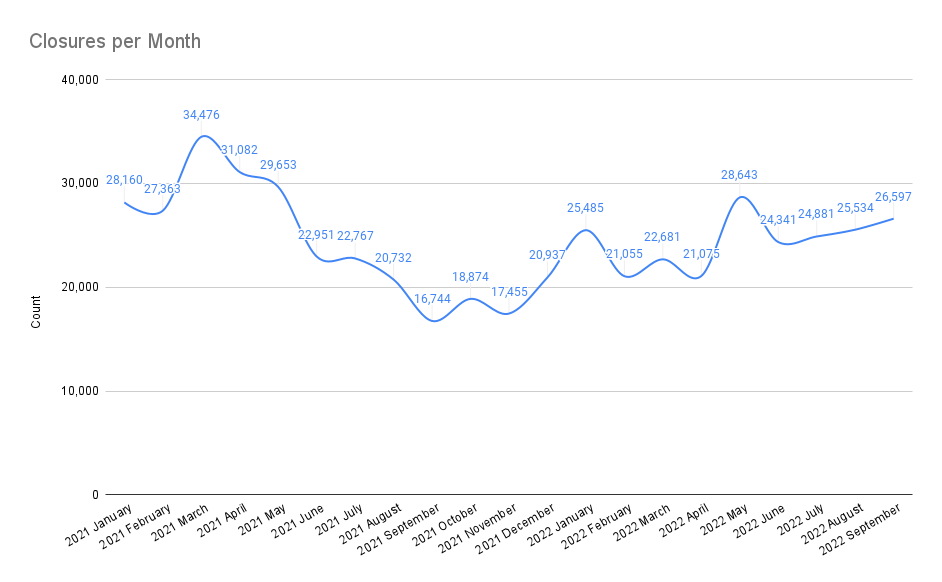 Closures per Month
40,000
30,000
20,000
10,000
0
Count
28,160
27,363
34,476
31,082
29,653
22,951
22,767
20,732
16,744
18,874
17,455
20,937
25,485
21,055
22,681
21,075
28,643
24,341
24,881
25,534
26,597
2021 January
2021 February
2021 March
2021 April
2021 May
2021 June
2021 July
2021 August
2021 September
2021 October
2021 November
2021 December
2022 January
2022 February
2022 March
2022 April
2022 May
2022 June
2022 July
2022 August
2022 September